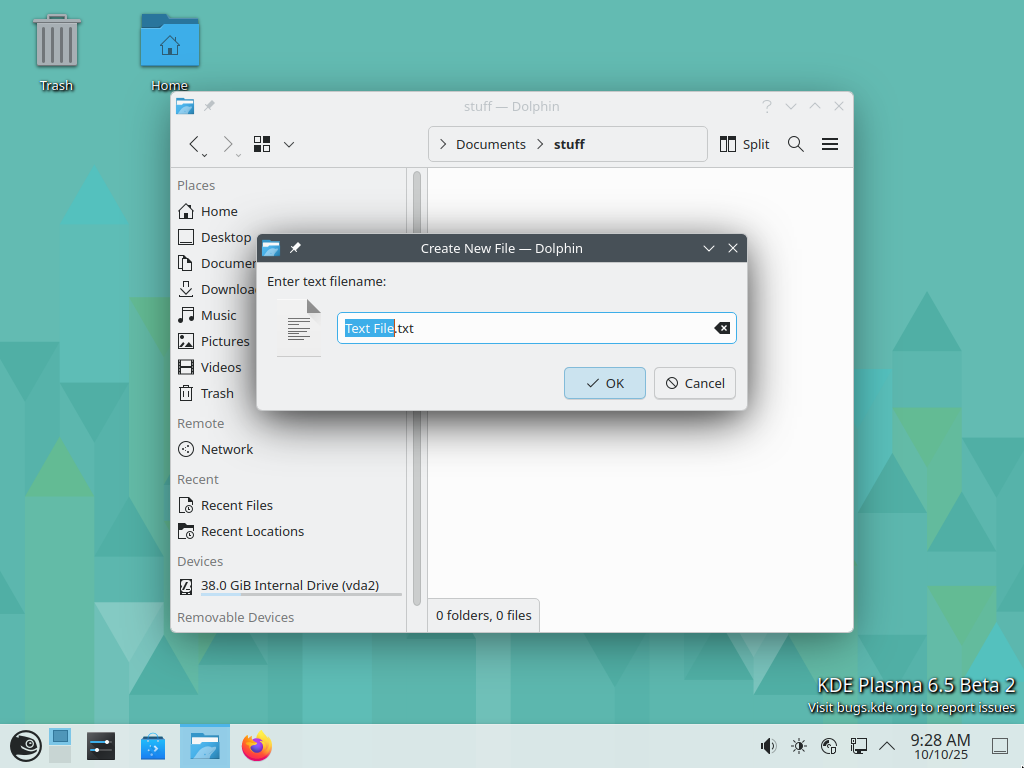 Trash
Home
stuff — Dolphin
Documents
stuff
Split
Places
Home
Desktop
Music
Pictures
Videos
Trash
Remote
Network
Recent
Recent Files
Recent Locations
Devices
38.0 GiB Internal Drive (vda2)
Removable Devices
Create New File — Dolphin
Enter text filename:
Text File.txt
OK
Cancel
0 folders, 0 files
KDE Plasma 6.5 Beta 2
Visit bugs.kde.org to report issues
9:28 AM
10/10/25